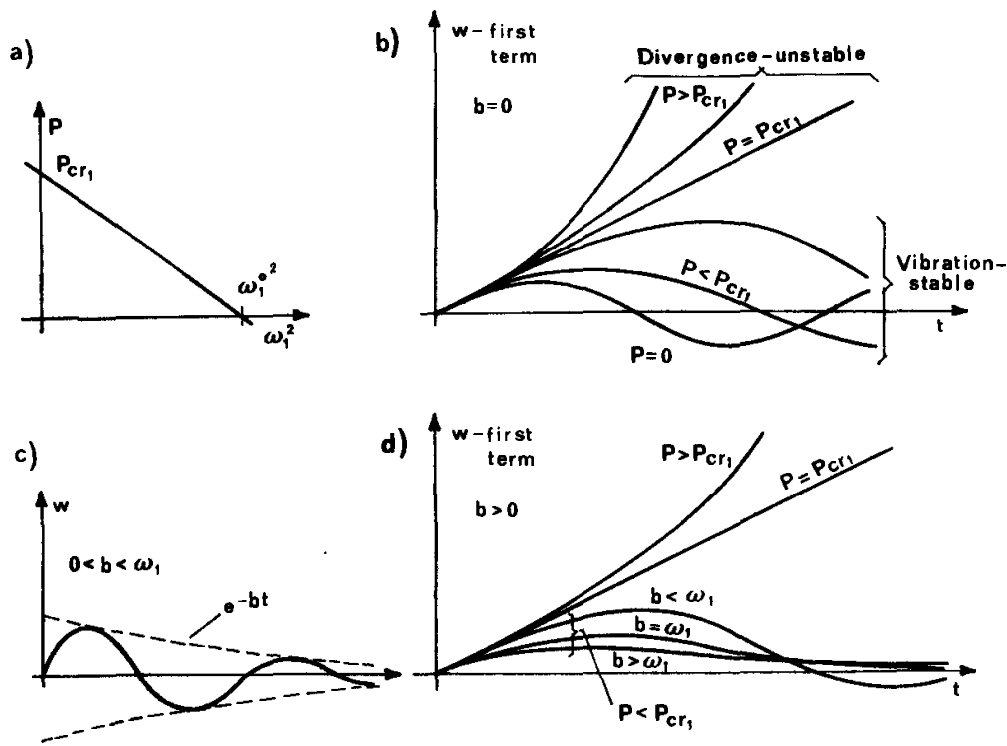 a)
P
Pcr₁
ω₁°²
ω₁²
b)
w-first
term
b=0
Divergence-unstable
P>Pcr₁
P=Pcr₁
P<Pcr₁
P=0
Vibration-
stable
t
c)
w
0<b<ω₁
e-bt
d)
w-first
term
b>0
P>Pcr₁
P=Pcr₁
b<ω₁
b=ω₁
b>ω₁
P<Pcr₁
t